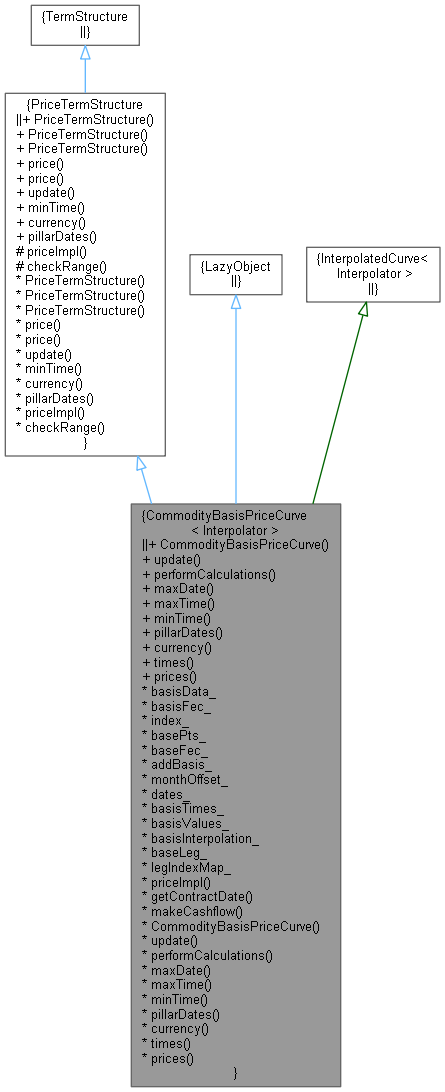 {TermStructure
||}
{PriceTermStructure
||+ PriceTermStructure()
+ PriceTermStructure()
+ PriceTermStructure()
+ price()
+ price()
+ update()
+ minTime()
+ currency()
+ pillarDates()
# priceImpl()
# checkRange()
* PriceTermStructure()
* PriceTermStructure()
* PriceTermStructure()
* price()
* price()
* update()
* minTime()
* currency()
* pillarDates()
* priceImpl()
* checkRange()
}
{LazyObject
||}
{InterpolatedCurve<
Interpolator >
||}
{CommodityBasisPriceCurve
< Interpolator >
||+ CommodityBasisPriceCurve()
+ update()
+ performCalculations()
+ maxDate()
+ maxTime()
+ minTime()
+ pillarDates()
+ currency()
+ times()
+ prices()
* basisData_
* basisFec_
* index_
* basePts_
* baseFec_
* addBasis_
* monthOffset_
* dates_
* basisTimes_
* basisValues_
* basisInterpolation_
* baseLeg_
* legIndexMap_
* priceImpl()
* getContractDate()
* makeCashflow()
* CommodityBasisPriceCurve()
* update()
* performCalculations()
* maxDate()
* maxTime()
* minTime()
* pillarDates()
* currency()
* times()
* prices()
}